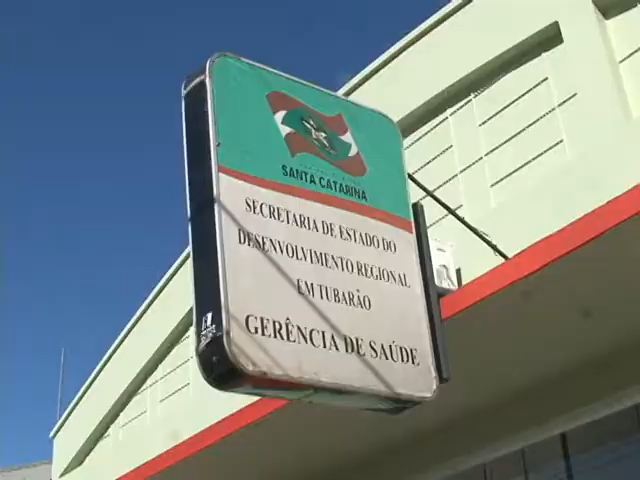 SANTA CATARINA
SECRETARIA DE ESTADO DO
DESENVOLVIMENTO REGIONAL
EM TUBARÃO
GERÊNCIA DE SAÚDE